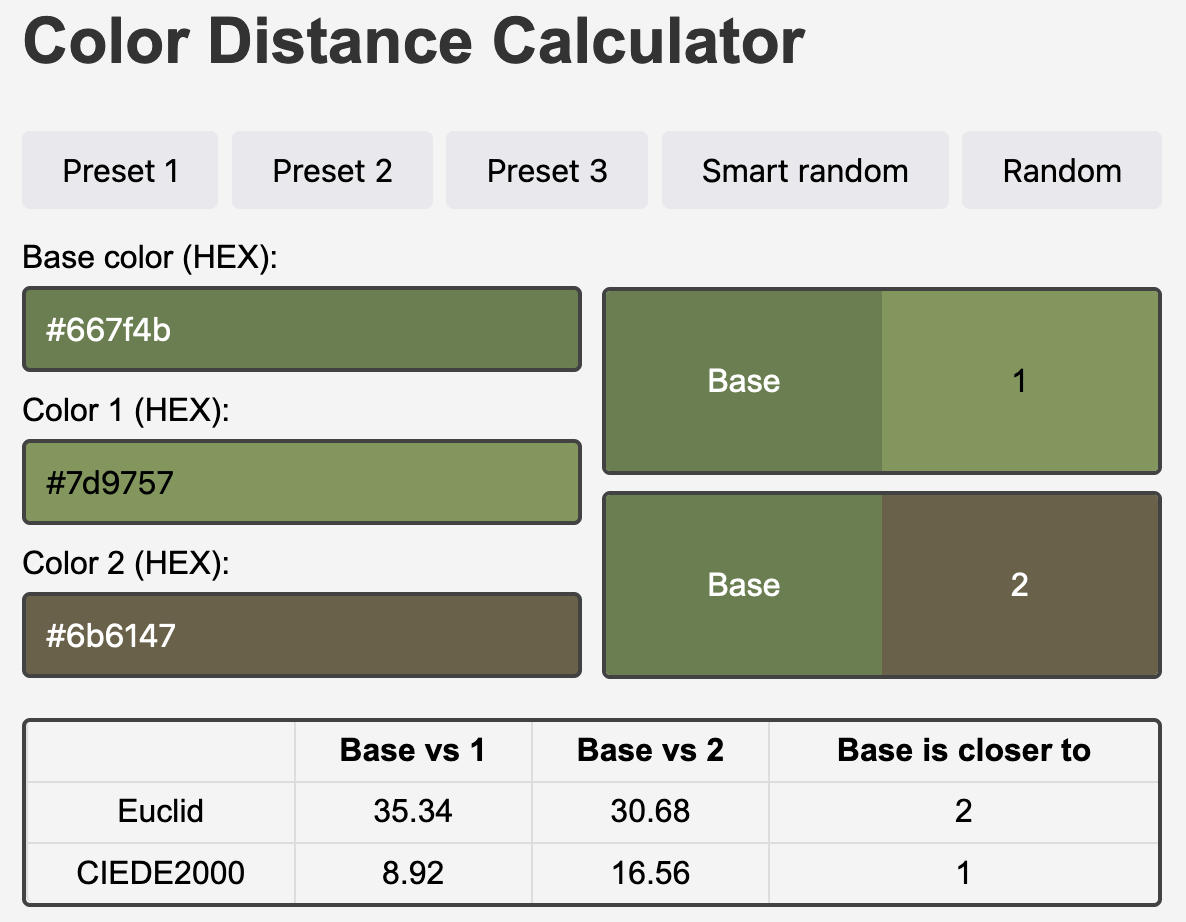 Color Distance Calculator
Preset 1 Preset 2 Preset 3 Smart random Random
Base color (HEX):
#667f4b
Base 1
Color 1 (HEX):
#7d9757
Color 2 (HEX):
Base 2
#6b6147
Base vs 1 Base vs 2 Base is closer to
Euclid 35.34 30.68 2
CIEDE2000 8.92 16.56 1